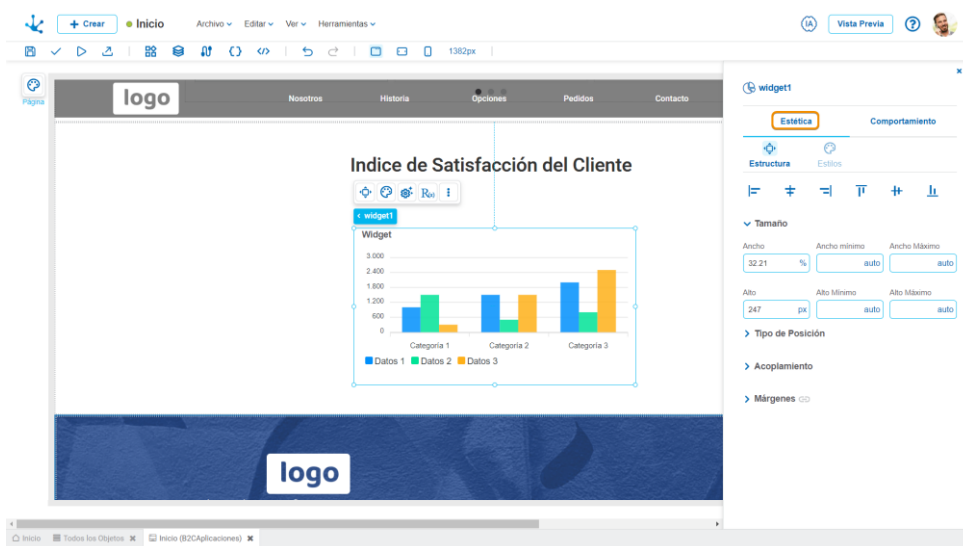 + Crear
Inicio
Archivo
Editar
Ver
Herramientas
IA
Vista Previa
?
1382px
Página
logo
Nosotros
Historia
Opciones
Pedidos
Contacto
Indice de Satisfacción del Cliente
widget1
Widget
3.000
2.400
1.800
1.200
600
0
Categoría 1
Categoría 2
Categoría 3
Datos 1
Datos 2
Datos 3
logo
widget1
Estética
Comportamiento
Estructura
Estilos
Tamaño
Ancho
Ancho mínimo
Ancho Máximo
32.21 %
auto
auto
Alto
Alto Mínimo
Alto Máximo
247 px
auto
auto
Tipo de Posición
Acoplamiento
Márgenes
Inicio
Todos los Objetos
Inicio (B2CAplicaciones)